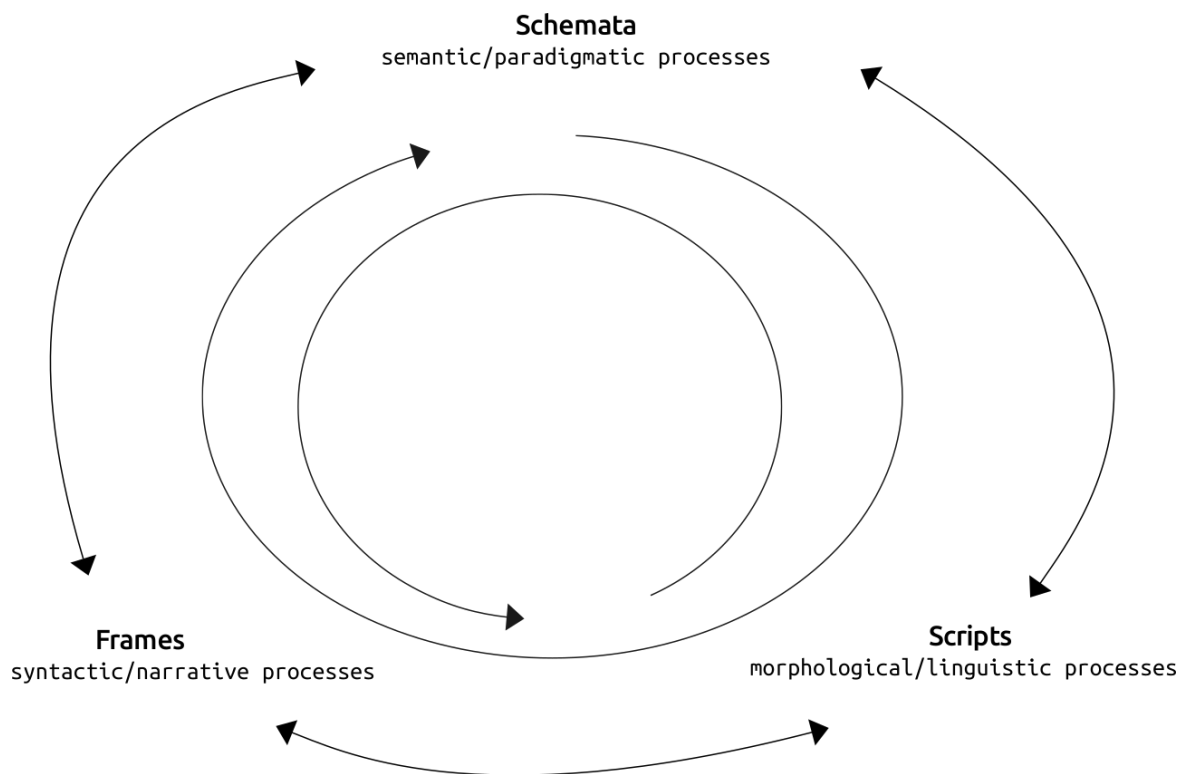 Schemata
semantic/paradigmatic processes
Frames
syntactic/narrative processes
Scripts
morphological/linguistic processes